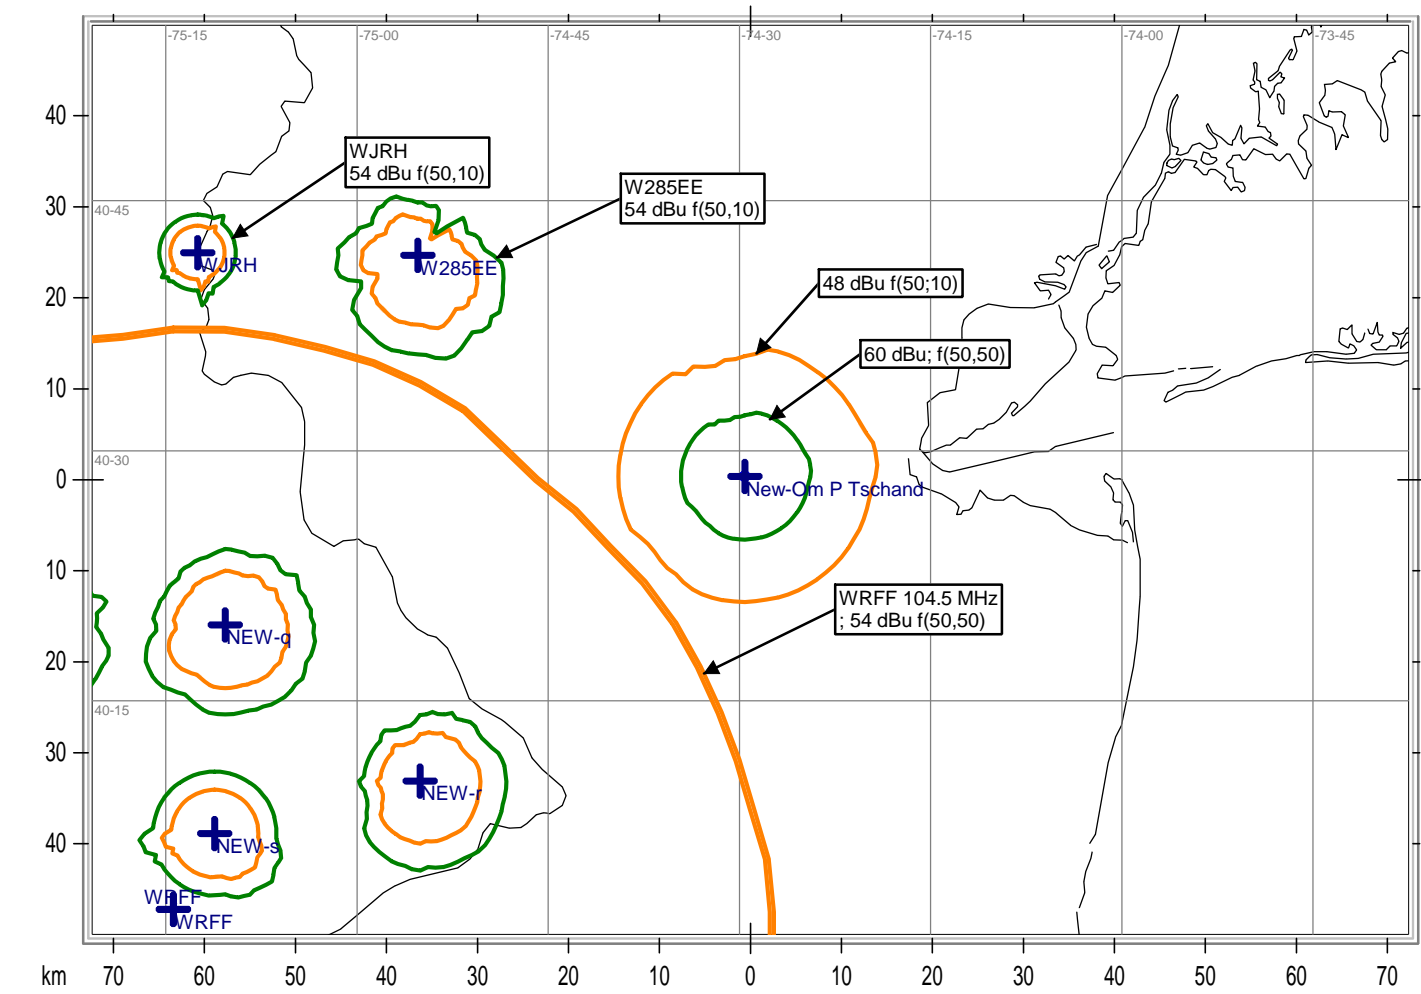 -75-15
-75-00
-74-45
-74-30
-74-15
-74-00
-73-45
40
WJRH
54 dBu f(50,10)
W285EE
54 dBu f(50,10)
30
40-45
WJRH
W285EE
48 dBu f(50;10)
20
60 dBu; f(50,50)
10
40-30
0
New-Om P Tschand
10
WRFF 104.5 MHz
; 54 dBu f(50,50)
NEW-q
20
40-15
30
NEW-r
40
NEW-s
WRFF
WRFF
km
70
60
50
40
30
20
10
0
10
20
30
40
50
60
70